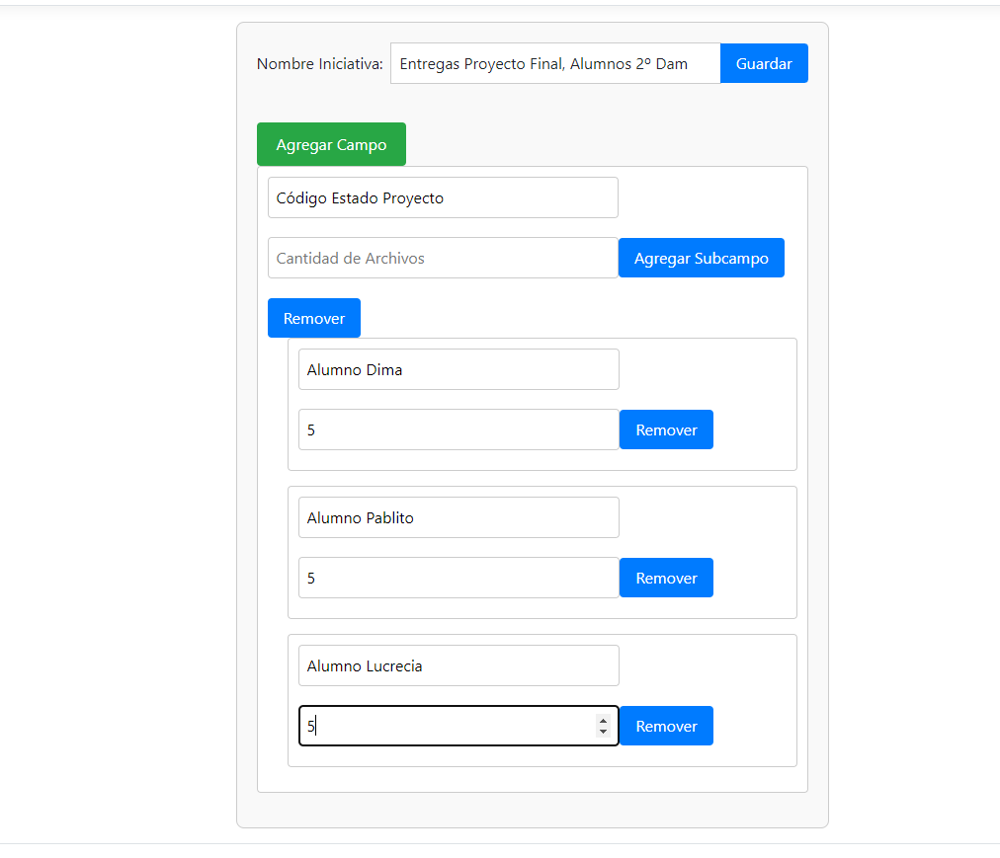 Nombre Iniciativa: Entregas Proyecto Final, Alumnos 2º Dam Guardar
Agregar Campo
Código Estado Proyecto
Cantidad de Archivos Agregar Subcampo
Remover
Alumno Dima
5 Remover
Alumno Pablito
5 Remover
Alumno Lucrecia
5 Remover